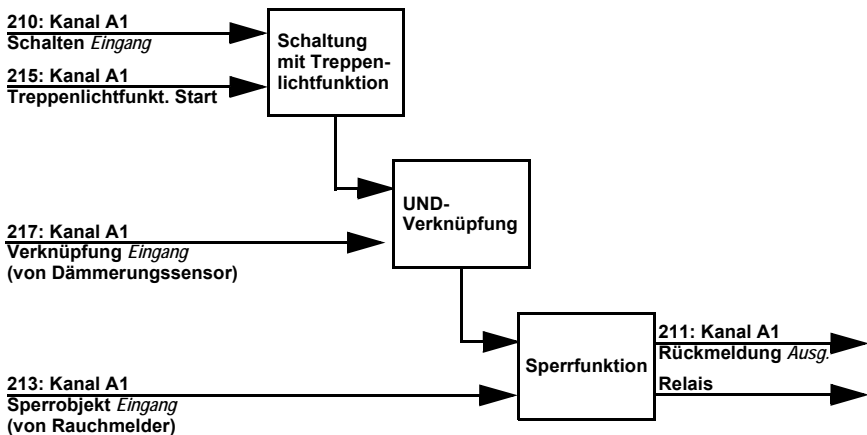 210: Kanal A1
Schalten Eingang
215: Kanal A1
Treppenlichtfunkt. Start
Schaltung
mit Treppen-
lichtfunktion
UND-
Verknüpfung
217: Kanal A1
Verknüpfung Eingang
(von Dämmerungssensor)
Sperrfunktion
211: Kanal A1
Rückmeldung Ausg.
Relais
213: Kanal A1
Sperrobjekt Eingang
(von Rauchmelder)